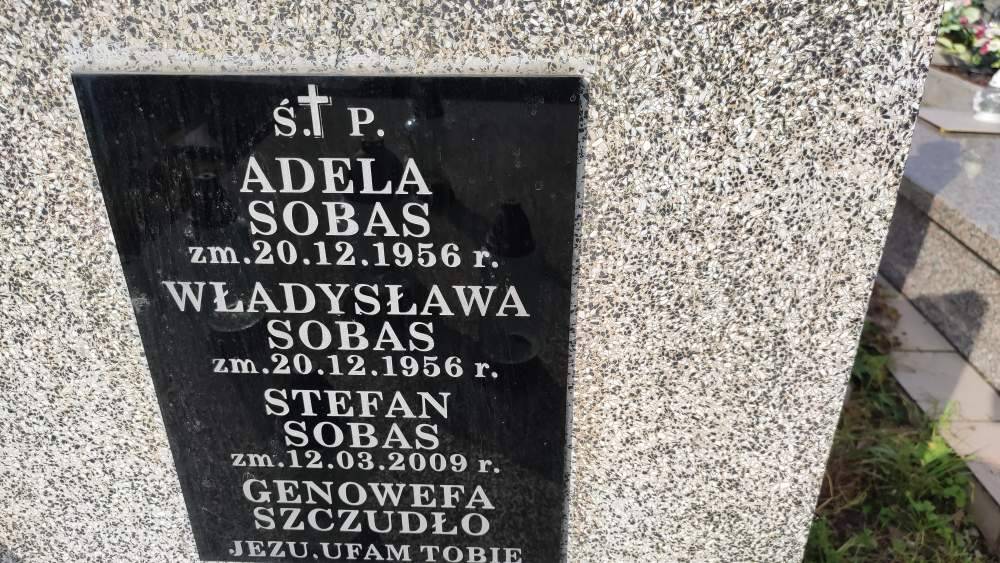 Ś. P.
ADELA
SOBAS
zm.20.12.1956 r.
WŁADYSŁAWA
SOBAS
zm.20.12.1956 r.
STEFAN
SOBAS
zm.12.03.2009 r.
GENOWEFA
SZCZUDŁO
JEZU, UFAM TOBIE